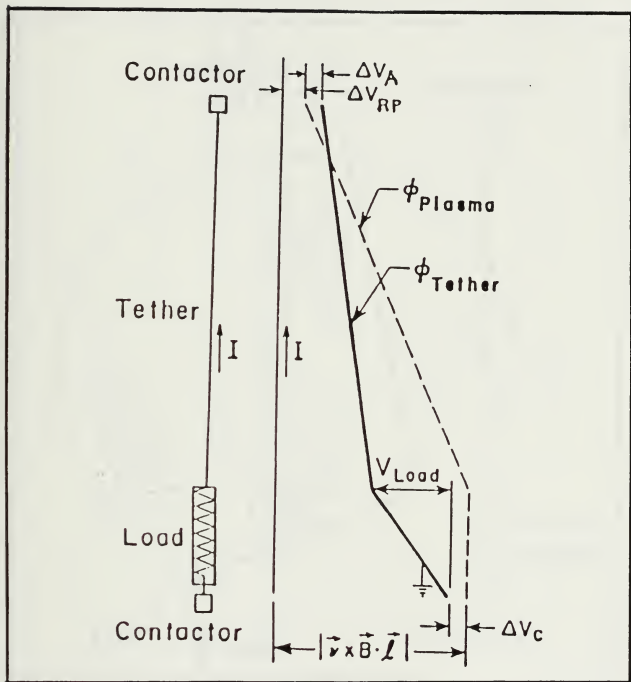 Contactor
ΔV_A
ΔV_RP
ϕ_Plasma
ϕ_Tether
Tether
I
I
V_Load
Load
Contactor
ΔV_C
|v⃗ x B⃗ · l⃗|